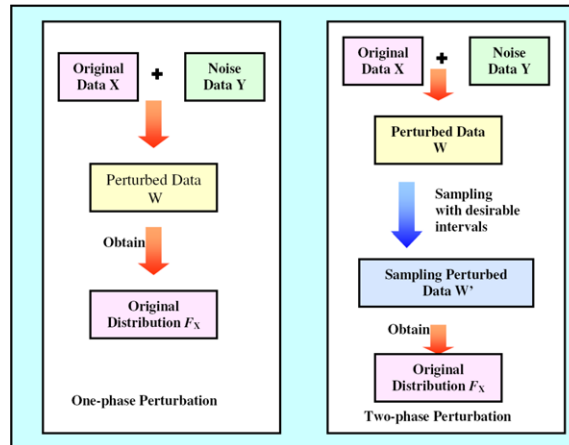 Original
Data X
+
Noise
Data Y
Perturbed Data
W
Obtain
Original
Distribution Fx
One-phase Perturbation
Original
Data X
+
Noise
Data Y
Perturbed Data
W
Sampling
with desirable
intervals
Sampling Perturbed
Data W’
Obtain
Original
Distribution Fx
Two-phase Perturbation